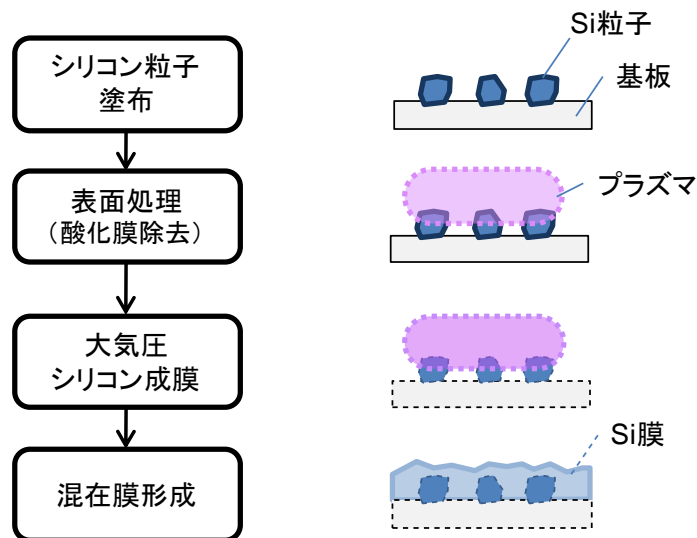 シリコン粒子
塗布
Si粒子
基板
表面処理
（酸化膜除去）
プラズマ
大気圧
シリコン成膜
Si膜
混在膜形成